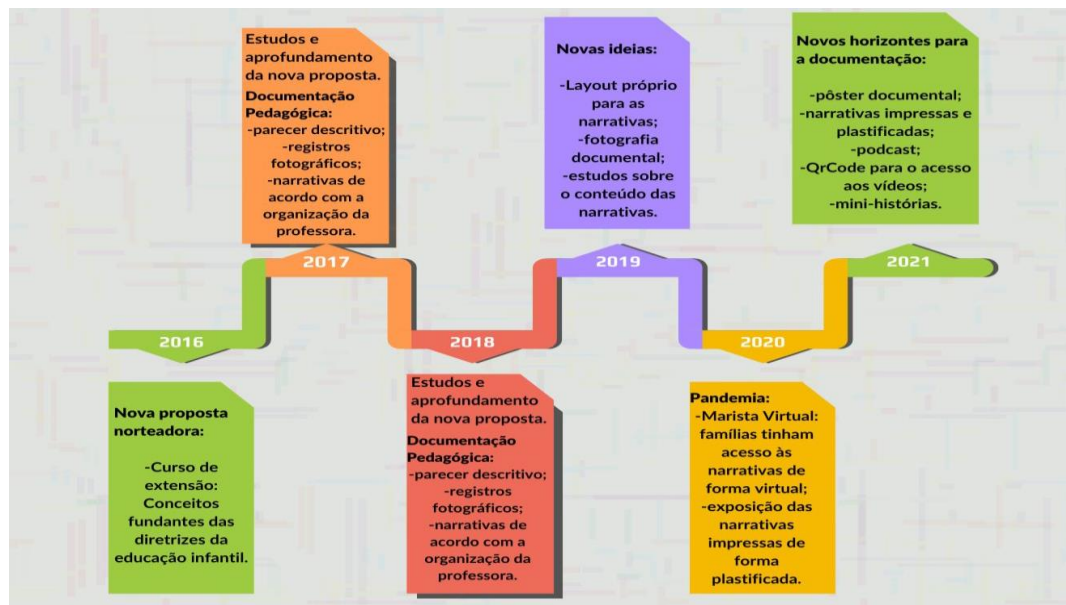 2016
Nova proposta
norteadora:
-Curso de
extensão:
Conceitos
fundantes das
diretrizes da
educação infantil.
2017
Estudos e
aprofundamento
da nova proposta.
Documentação
Pedagógica:
-parecer descritivo;
-registros
fotográficos;
-narrativas de
acordo com a
organização da
professora.
2018
Estudos e
aprofundamento
da nova proposta.
Documentação
Pedagógica:
-parecer descritivo;
-registros
fotográficos;
-narrativas de
acordo com a
organização da
professora.
2019
Novas ideias:
-Layout próprio
para as
narrativas;
-fotografia
documental;
-estudos sobre
o conteúdo das
narrativas.
2020
Pandemia:
-Marista Virtual:
famílias tinham
acesso às
narrativas de
forma virtual;
-exposição das
narrativas
impressas de
forma
plastificada.
2021
Novos horizontes para
a documentação:
-pôster documental;
-narrativas impressas e
plastificadas;
-podcast;
-QrCode para o acesso
aos vídeos;
-mini-histórias.